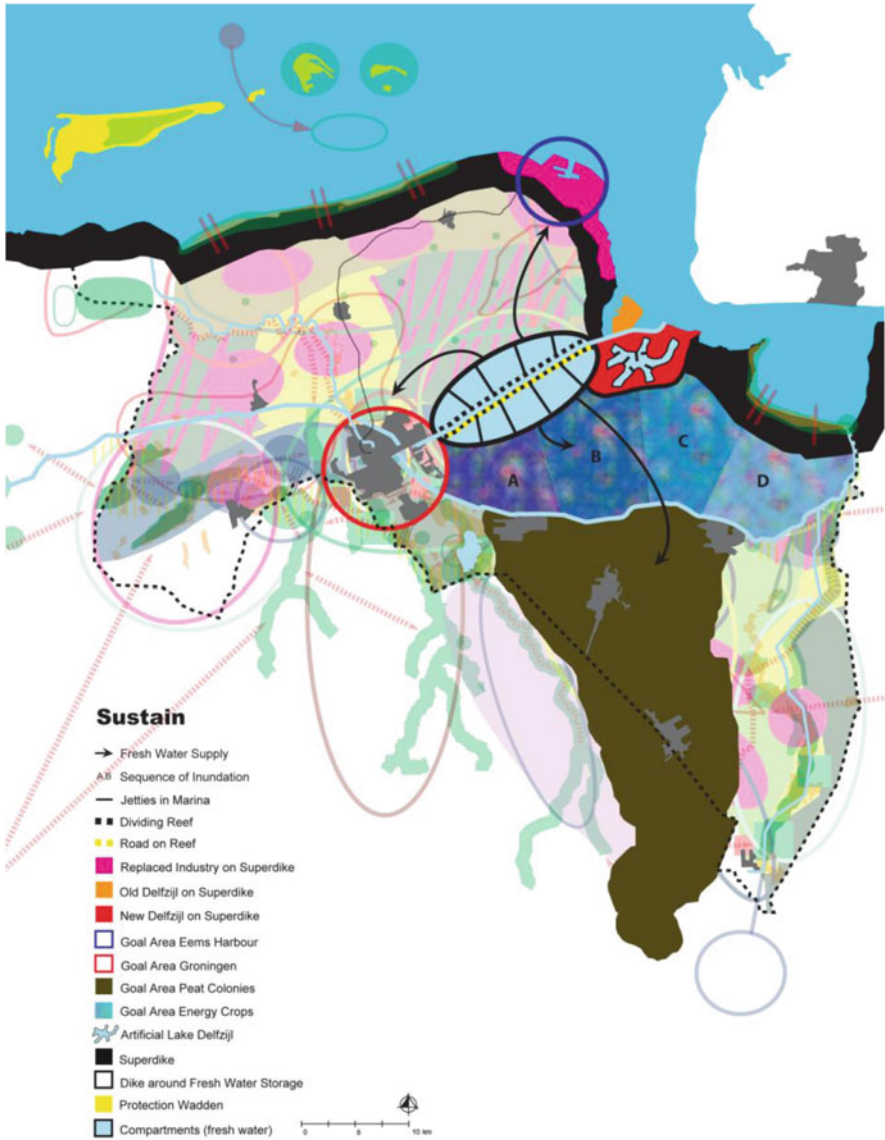 A
B
C
D
Sustain
Fresh Water Supply
A,B Sequence of Inundation
Jetties in Marina
Dividing Reef
Road on Reef
Replaced Industry on Superdike
Old Delfzijl on Superdike
New Delfzijl on Superdike
Goal Area Eems Harbour
Goal Area Groningen
Goal Area Peat Colonies
Goal Area Energy Crops
Artificial Lake Delfzijl
Superdike
Dike around Fresh Water Storage
Protection Wadden
Compartments (fresh water)
0 10 km